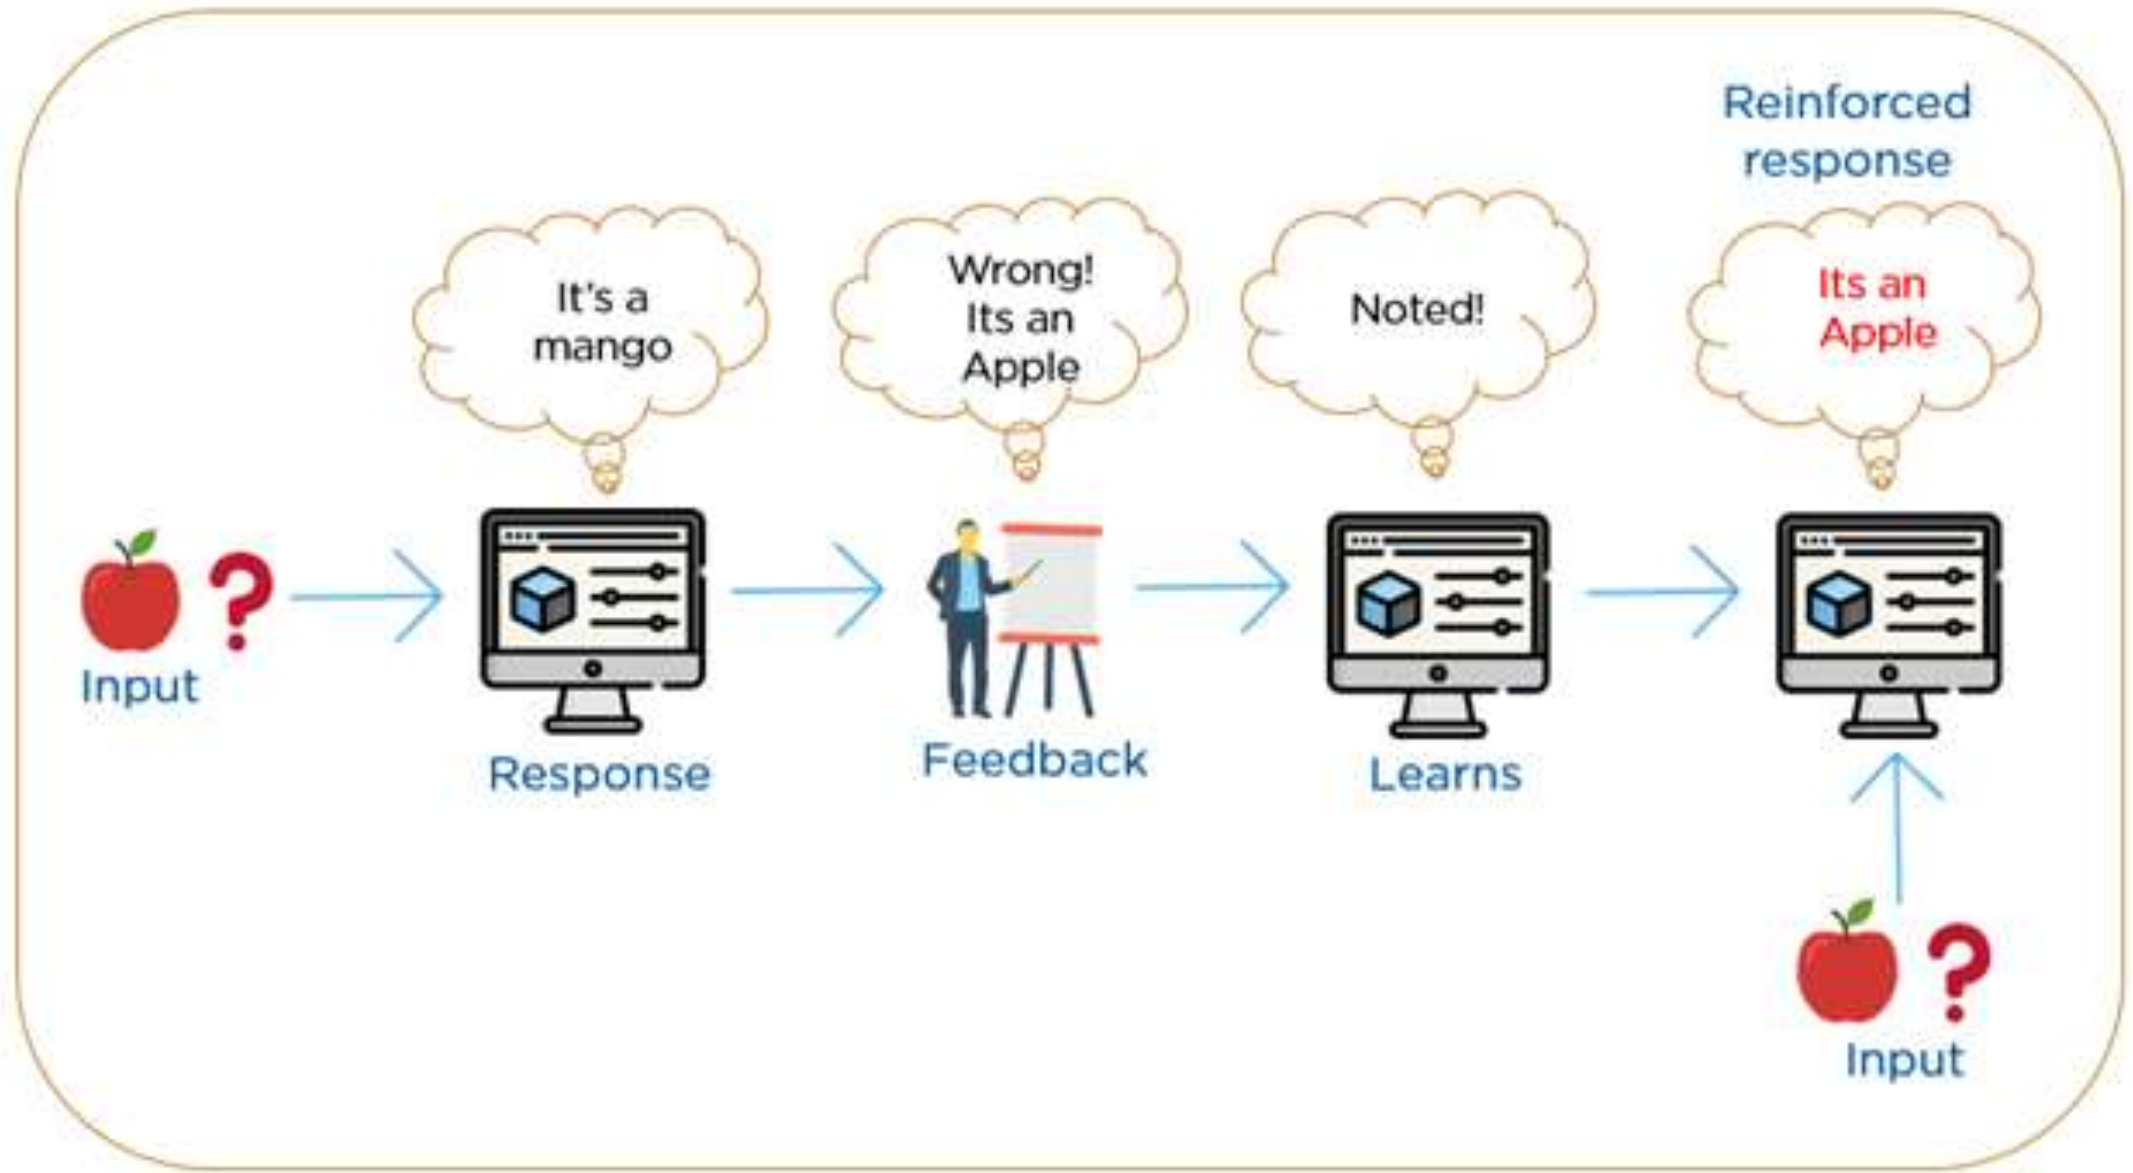 Reinforced
response
It's a
mango
Wrong!
Its an
Apple
Noted!
Its an
Apple
?
Input
Response
Feedback
Learns
?
Input